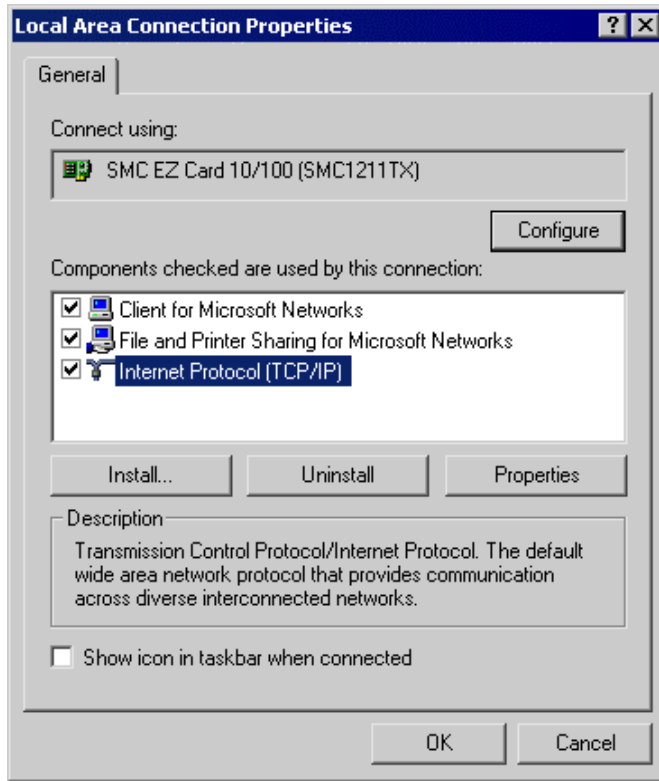 Local Area Connection Properties
General
Connect using:
SMC EZ Card 10/100 (SMC1211TX)
Configure
Components checked are used by this connection:
Client for Microsoft Networks
File and Printer Sharing for Microsoft Networks
Internet Protocol (TCP/IP)
Install... Uninstall Properties
Description
Transmission Control Protocol/Internet Protocol. The default
wide area network protocol that provides communication
across diverse interconnected networks.
Show icon in taskbar when connected
OK Cancel